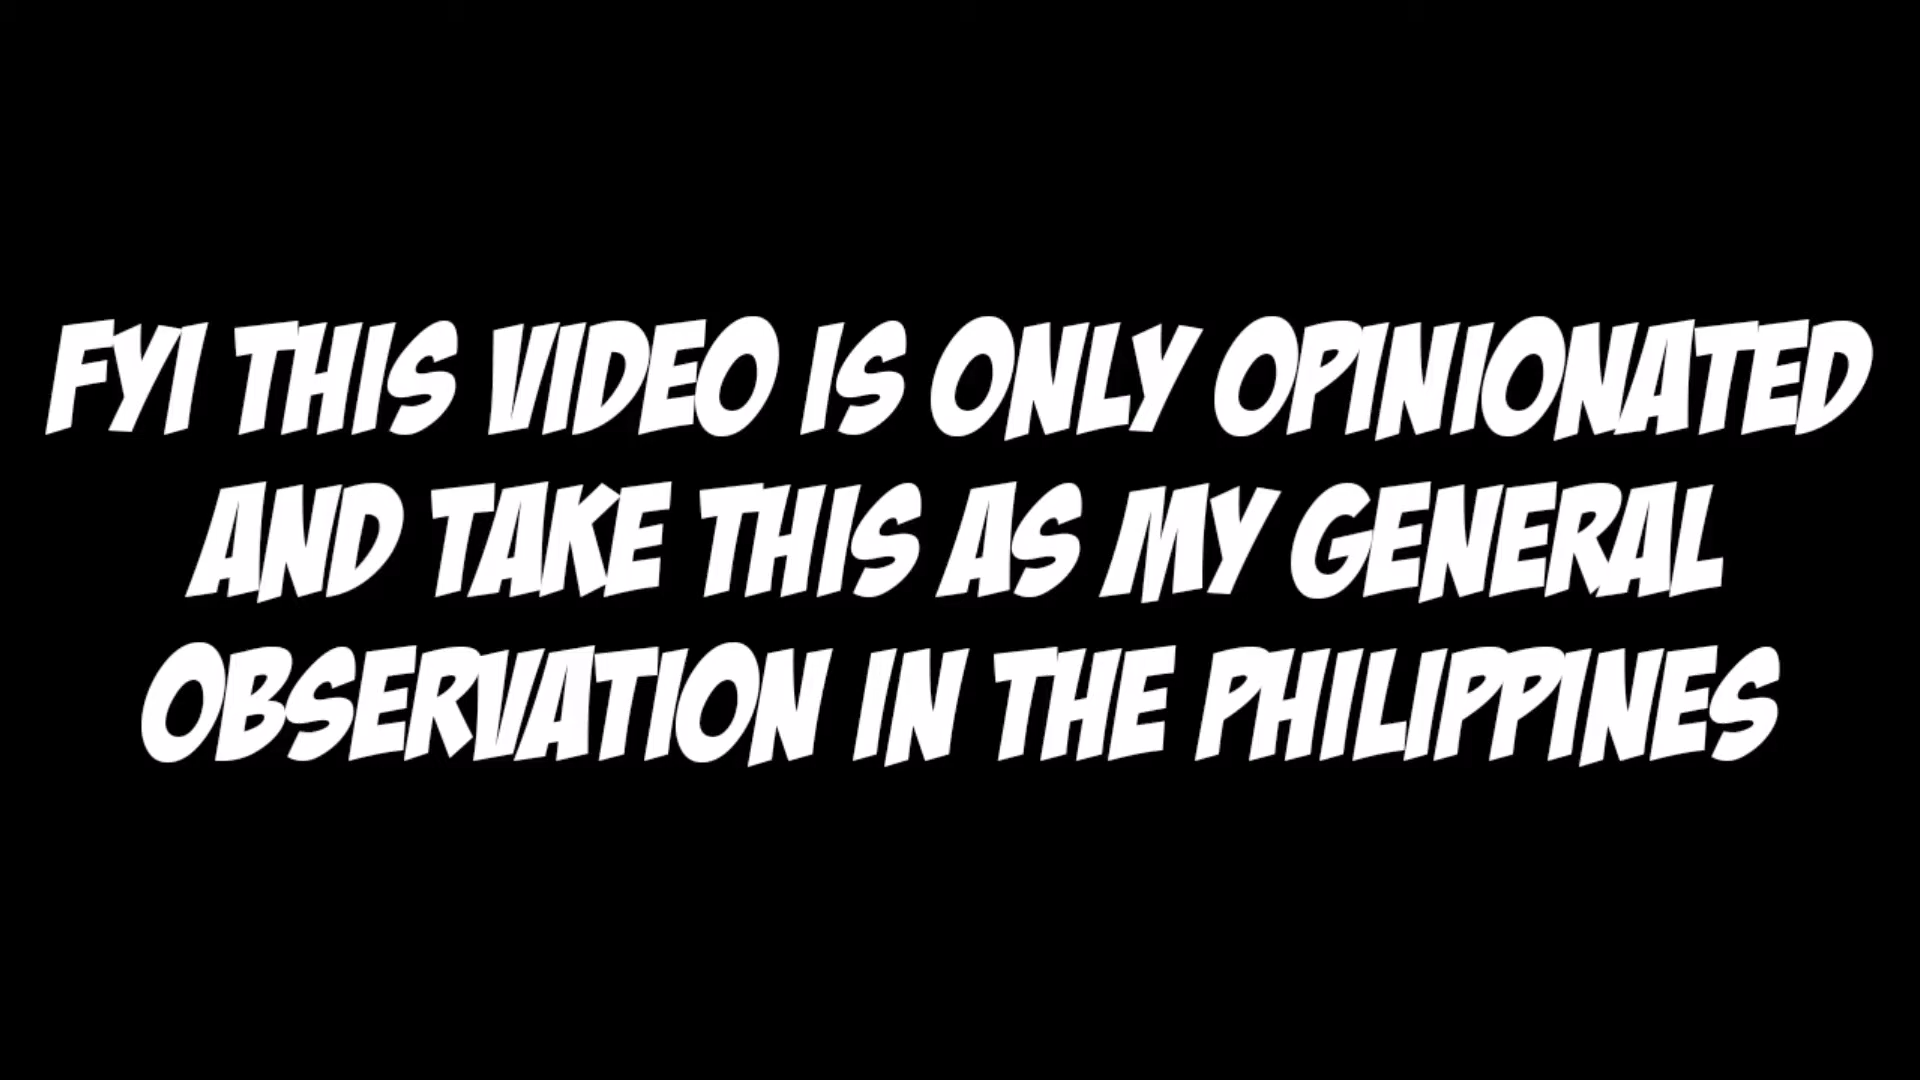 FYI THIS VIDEO IS ONLY OPINIONATED
AND TAKE THIS AS MY GENERAL
OBSERVATION IN THE PHILIPPINES